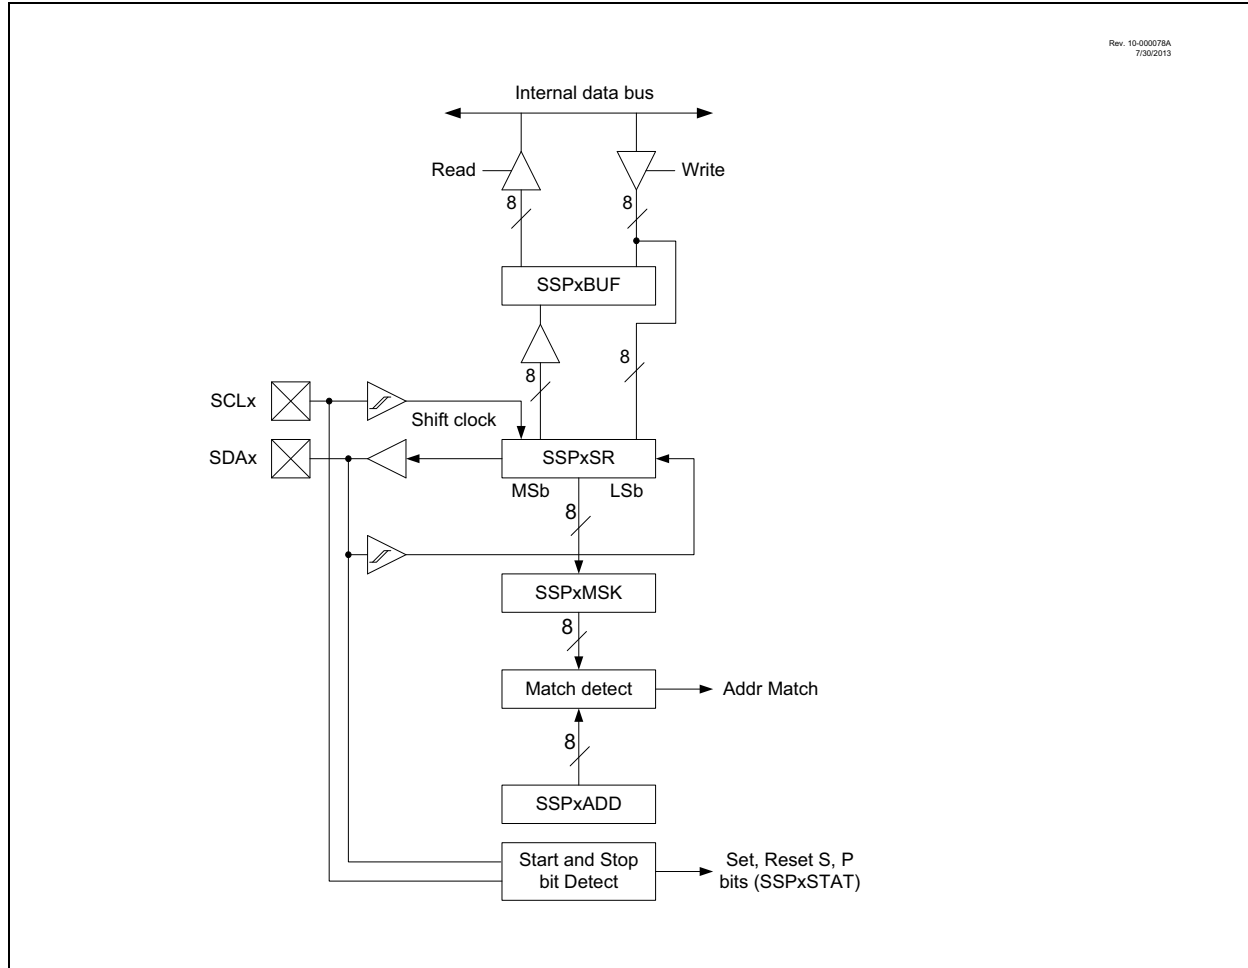 Rev. 10-000078A
7/30/2013
Internal data bus
Read
Write
8
8
SSPxBUF
8
8
SCLx
Shift clock
SDAx
SSPxSR
MSb
LSb
8
SSPxMSK
8
Match detect
Addr Match
8
SSPxADD
Start and Stop
bit Detect
Set, Reset S, P
bits (SSPxSTAT)